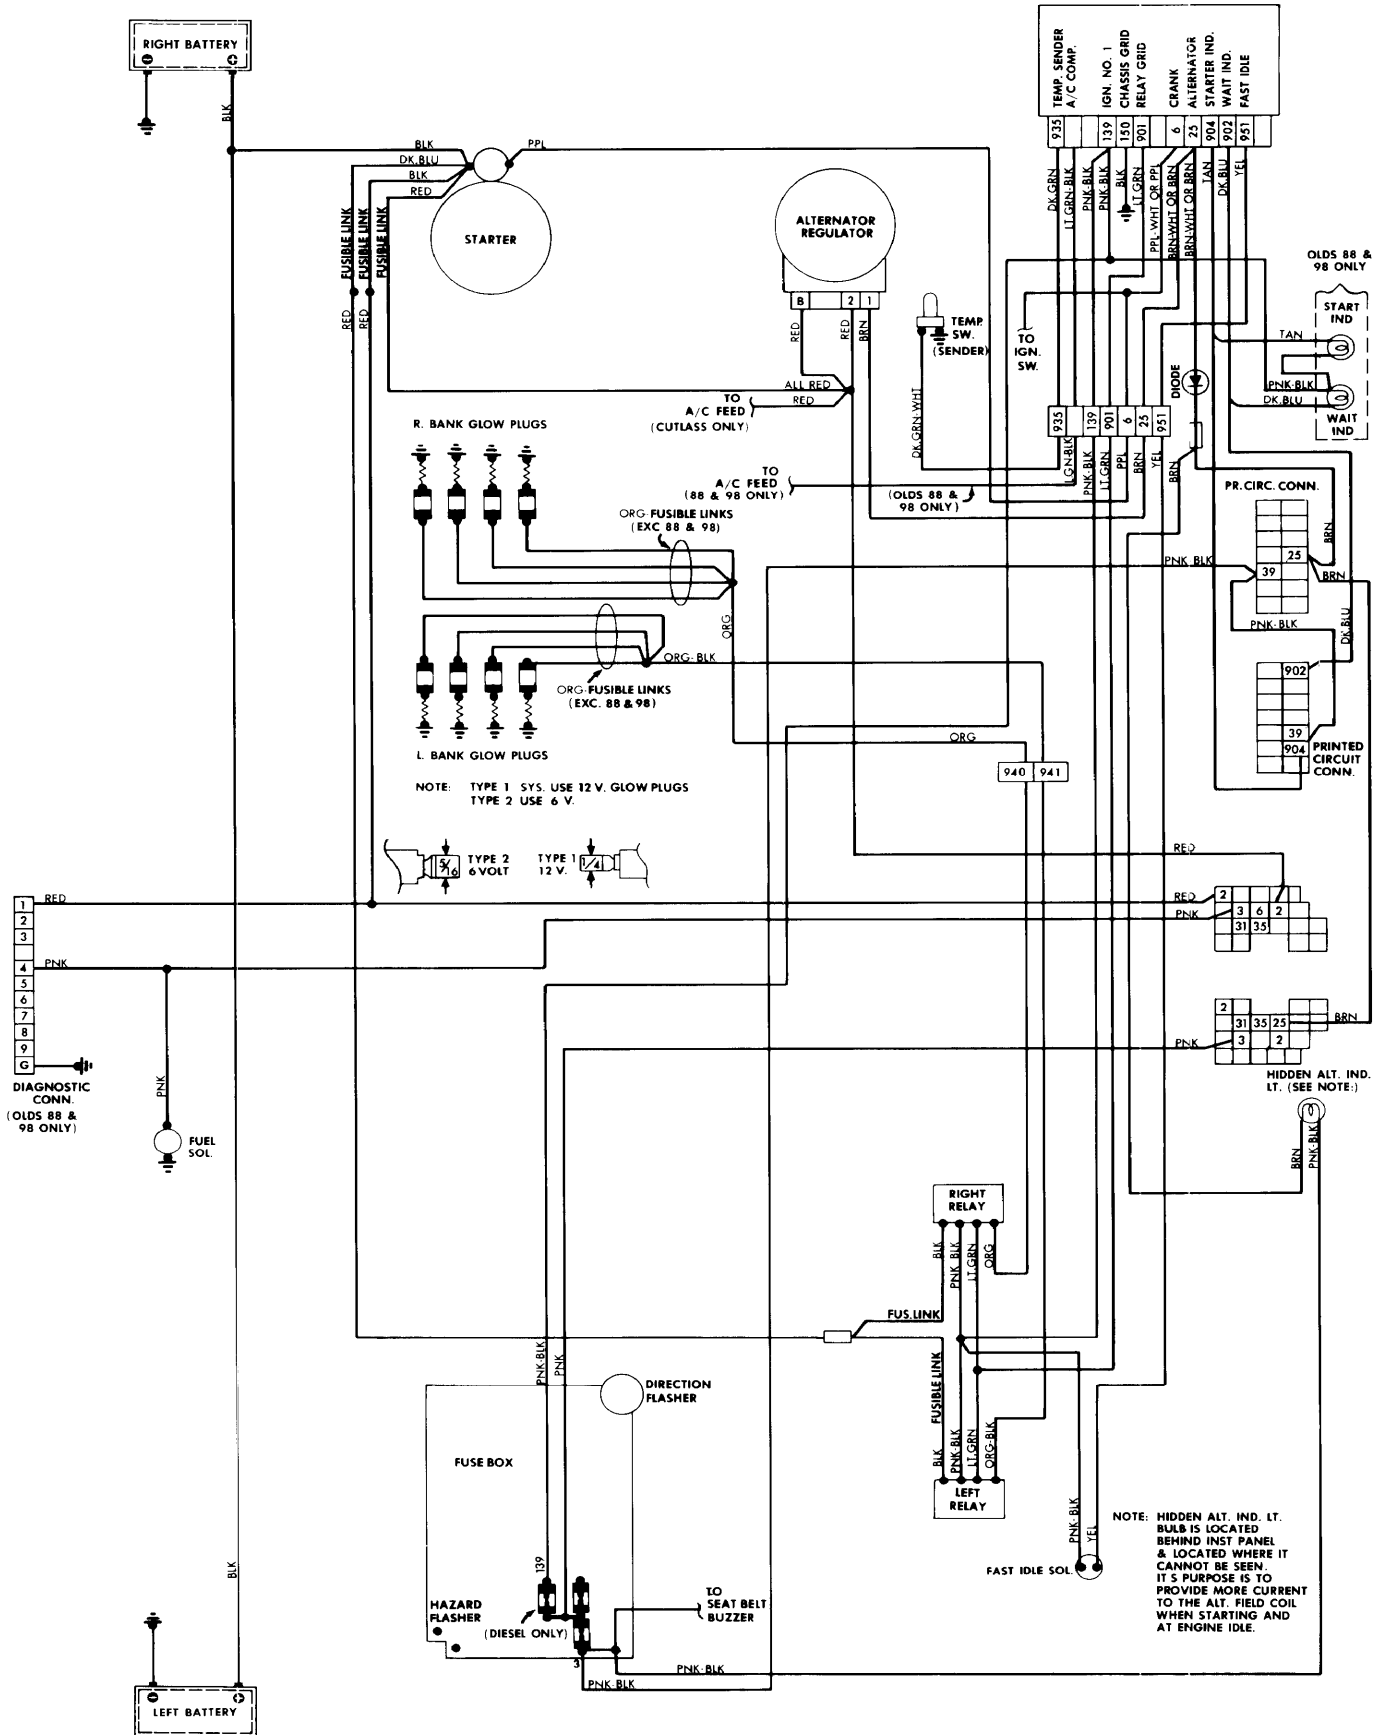 RIGHT BATTERY
BLK
BLK
DK.BLU
BLK
RED
PPL
FUSIBLE LINK
FUSIBLE LINK
FUSIBLE LINK
RED
RED
STARTER
ALTERNATOR
REGULATOR
B
2
1
RED
RED
BRN
ALL RED
RED
TO
A/C FEED
(CUTLASS ONLY)
TEMP.
SW.
(SENDER)
DK.GRN-WHT
TO
IGN.
SW.
TEMP. SENDER
A/C COMP.
IGN. NO. 1
CHASSIS GRID
RELAY GRID
CRANK
ALTERNATOR
STARTER IND.
WAIT IND.
FAST IDLE
935
139
150
901
6
25
904
902
951
DK.GRN
LT.GRN-BLK
PNK-BLK
PNK-BLK
BLK
LT.GRN
PPL-WHT OR PPL
BRN-WHT OR BRN
BRN-WHT OR BRN
TAN
DK.BLU
YEL
OLDS 88 &
98 ONLY
START
IND
TAN
PNK-BLK
DK.BLU
WAIT
IND
DIODE
935
139
901
6
25
951
LGN-BLK
PNK-BLK
LT.GRN
PPL
BRN
YEL
BRN
TO
A/C FEED
(88 & 98 ONLY)
(OLDS 88 &
98 ONLY)
R. BANK GLOW PLUGS
ORG-FUSIBLE LINKS
(EXC 88 & 98)
ORG
ORG-BLK
ORG-FUSIBLE LINKS
(EXC. 88 & 98)
L. BANK GLOW PLUGS
ORG
940
941
NOTE: TYPE 1 SYS. USE 12 V. GLOW PLUGS
TYPE 2 USE 6 V.
5/16
TYPE 2
6 VOLT
TYPE 1
12 V.
1/4
PR.CIRC. CONN.
25
39
BRN
BRN
PNK BLK
PNK-BLK
DK.BLU
902
39
904
PRINTED
CIRCUIT
CONN.
RED
RED
PNK
2
3
6
2
31
35
2
31
35
25
3
2
BRN
PNK
HIDDEN ALT. IND.
LT. (SEE NOTE:)
BRN
PNK-BLK
1
2
3
4
5
6
7
8
9
G
RED
PNK
DIAGNOSTIC
CONN.
(OLDS 88 &
98 ONLY)
PNK
FUEL
SOL.
RIGHT
RELAY
BLK
PNK BLK
LT.GRN
ORG
FUS.LINK
FUSIBLE LINK
BLK
PNK-BLK
LT.GRN
ORG-BLK
LEFT
RELAY
PNK-BLK
YEL
FAST IDLE SOL.
PNK-BLK
PNK
DIRECTION
FLASHER
FUSE BOX
139
HAZARD
FLASHER
(DIESEL ONLY)
3
TO
SEAT BELT
BUZZER
PNK-BLK
PNK-BLK
NOTE: HIDDEN ALT. IND. LT.
BULB IS LOCATED
BEHIND INST PANEL
& LOCATED WHERE IT
CANNOT BE SEEN.
IT S PURPOSE IS TO
PROVIDE MORE CURRENT
TO THE ALT. FIELD COIL
WHEN STARTING AND
AT ENGINE IDLE.
BLK
LEFT BATTERY